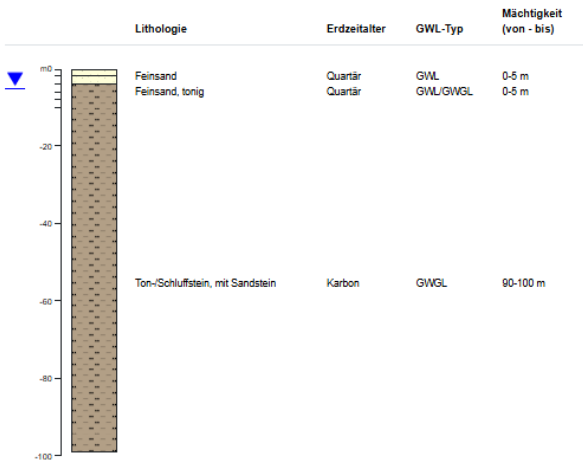 Lithologie Erdzeitalter GWL-Typ Mächtigkeit (von - bis)
m0
Feinsand Quartär GWL 0-5 m
Feinsand, tonig Quartär GWL/GWGL 0-5 m
-20
-40
Ton-/Schluffstein, mit Sandstein Karbon GWGL 90-100 m
-60
-80
-100